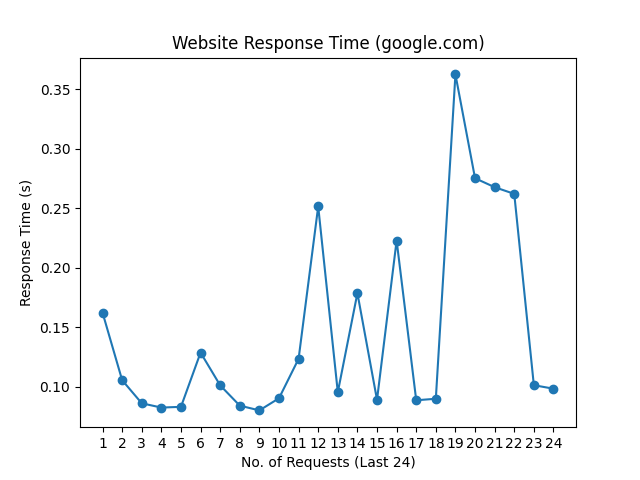 Website Response Time (google.com)
0.35
0.30
0.25
0.20
0.15
0.10
Response Time (s)
1 2 3 4 5 6 7 8 9 10 11 12 13 14 15 16 17 18 19 20 21 22 23 24
No. of Requests (Last 24)